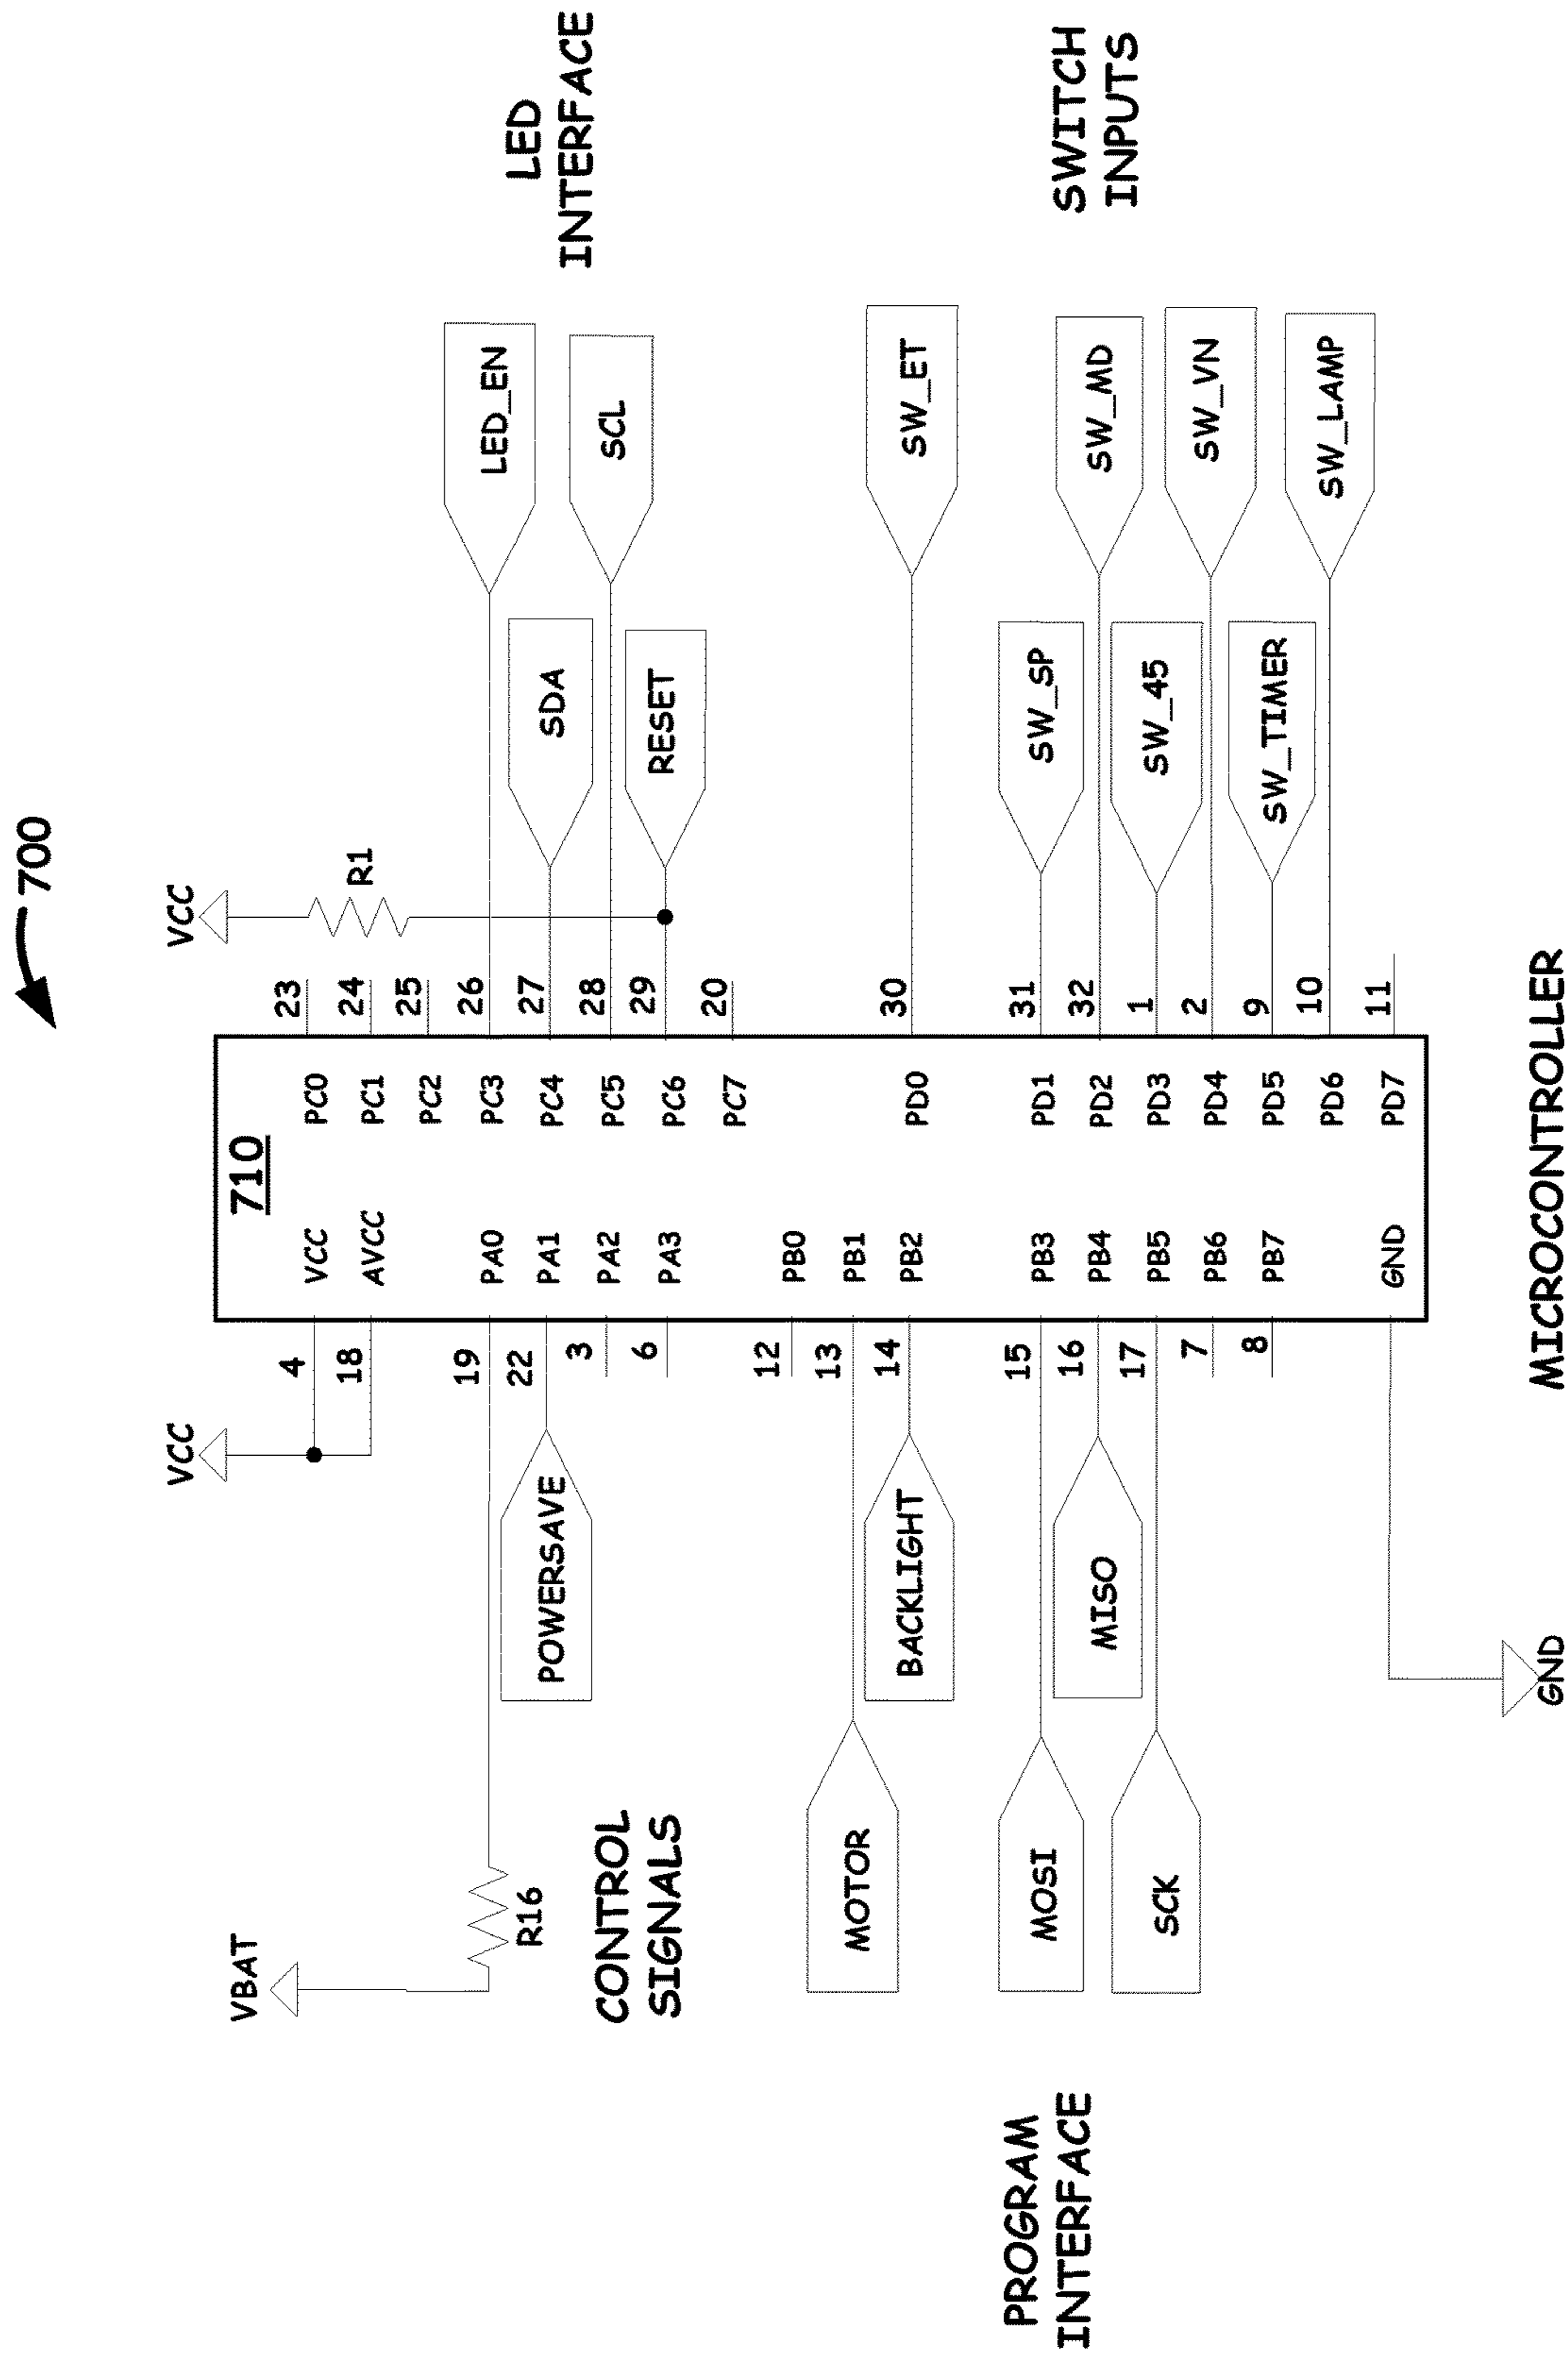 700
VCC
VCC
VBAT
710
4
VCC
PC0
23
18
AVCC
PC1
24
R1
PC2
25
19
PA0
PC3
26
LED_EN
R16
22
PA1
PC4
27
POWERSAVE
SDA
LED
INTERFACE
3
PA2
PC5
28
SCL
CONTROL
SIGNALS
6
PA3
PC6
29
RESET
PC7
20
12
PB0
MOTOR
13
PB1
BACKLIGHT
14
PB2
PD0
30
SW_ET
PROGRAM
INTERFACE
MOSI
15
PB3
PD1
31
SW_SP
MISO
16
PB4
PD2
32
SW_MD
SWITCH
INPUTS
SCK
17
PB5
PD3
1
SW_45
7
PB6
PD4
2
SW_VN
8
PB7
PD5
9
SW_TIMER
PD6
10
SW_LAMP
GND
PD7
11
GND
MICROCONTROLLER